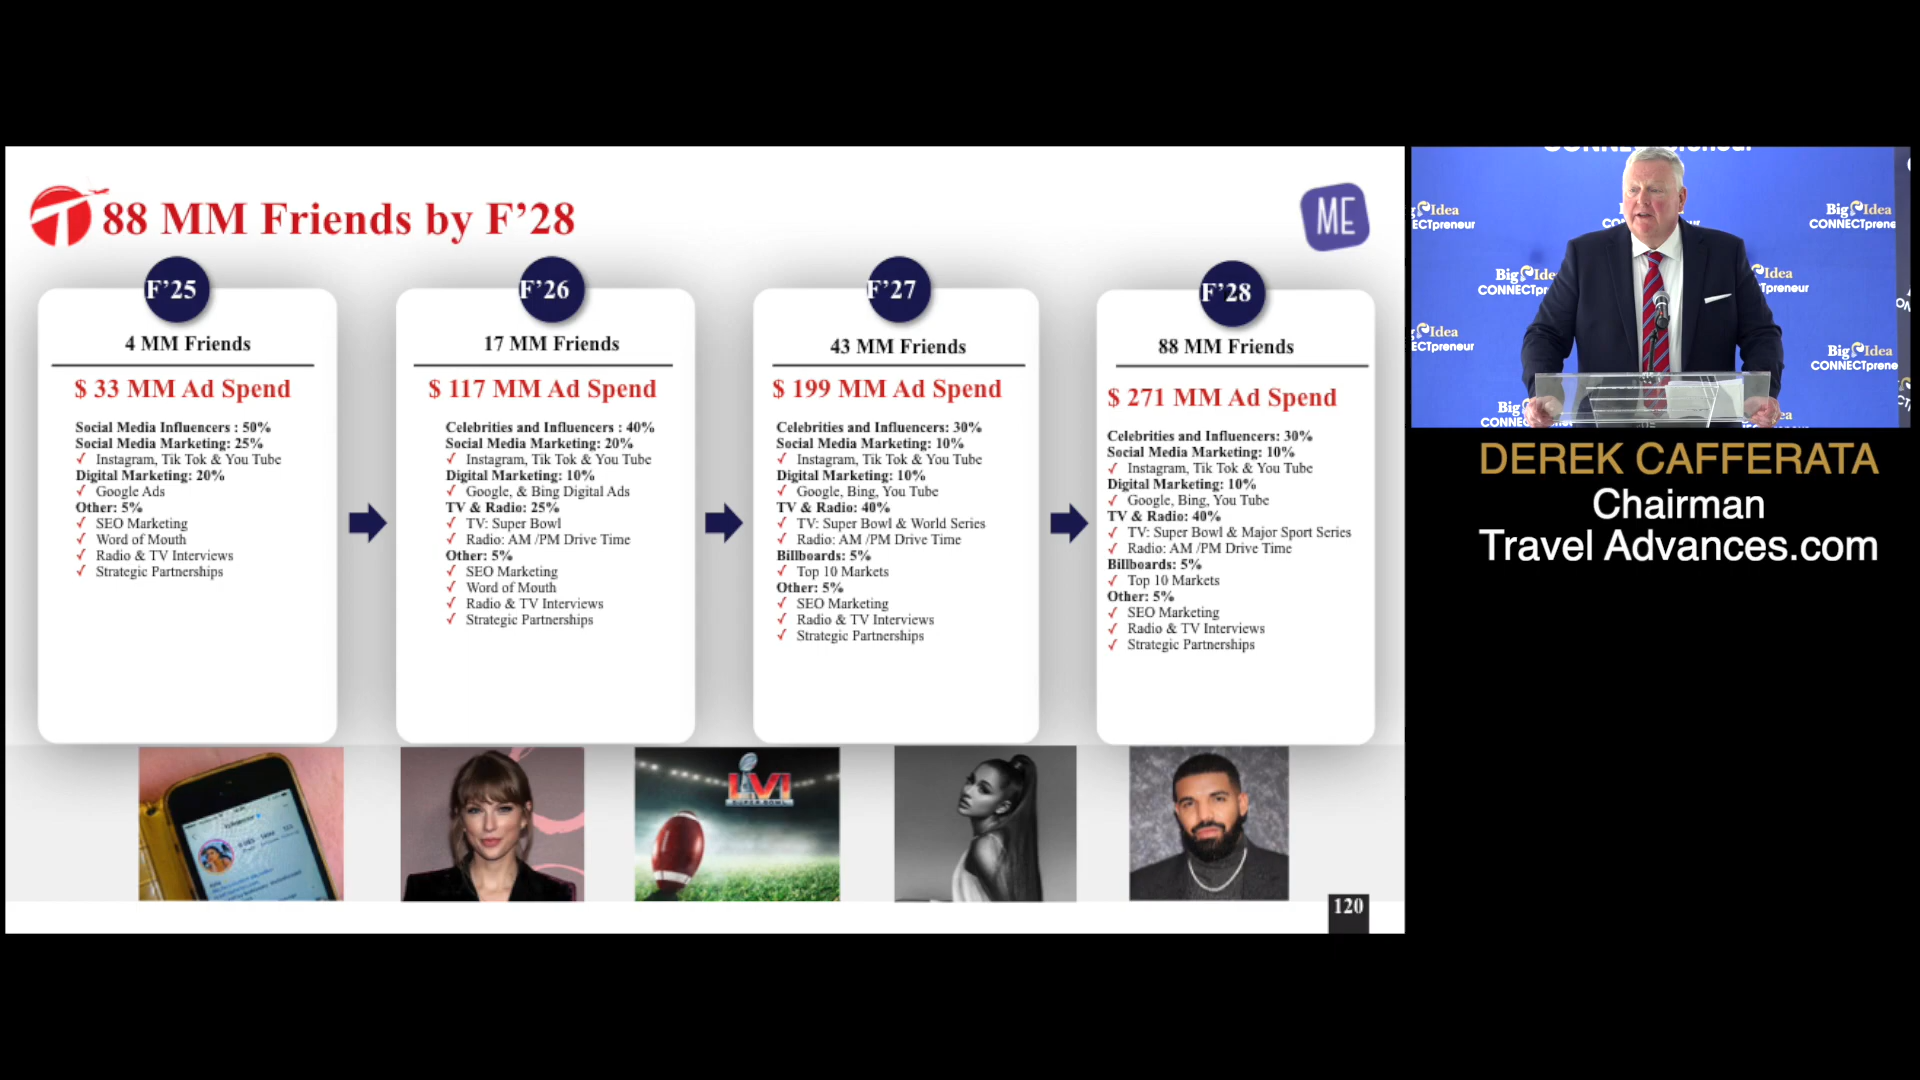 88 MM Friends by F'28
ME
F'25
4 MM Friends
$ 33 MM Ad Spend
Social Media Influencers : 50%
Social Media Marketing: 25%
✓ Instagram, Tik Tok & You Tube
Digital Marketing: 20%
✓ Google Ads
Other: 5%
✓ SEO Marketing
✓ Word of Mouth
✓ Radio & TV Interviews
✓ Strategic Partnerships
F'26
17 MM Friends
$ 117 MM Ad Spend
Celebrities and Influencers : 40%
Social Media Marketing: 20%
✓ Instagram, Tik Tok & You Tube
Digital Marketing: 10%
✓ Google, & Bing Digital Ads
TV & Radio: 25%
✓ TV: Super Bowl
✓ Radio: AM /PM Drive Time
Other: 5%
✓ SEO Marketing
✓ Word of Mouth
✓ Radio & TV Interviews
✓ Strategic Partnerships
F'27
43 MM Friends
$ 199 MM Ad Spend
Celebrities and Influencers: 30%
Social Media Marketing: 10%
✓ Instagram, Tik Tok & You Tube
Digital Marketing: 10%
✓ Google, Bing, You Tube
TV & Radio: 40%
✓ TV: Super Bowl & World Series
✓ Radio: AM /PM Drive Time
Billboards: 5%
✓ Top 10 Markets
Other: 5%
✓ SEO Marketing
✓ Radio & TV Interviews
✓ Strategic Partnerships
F'28
88 MM Friends
$ 271 MM Ad Spend
Celebrities and Influencers: 30%
Social Media Marketing: 10%
✓ Instagram, Tik Tok & You Tube
Digital Marketing: 10%
✓ Google, Bing, You Tube
TV & Radio: 40%
✓ TV: Super Bowl & Major Sport Series
✓ Radio: AM /PM Drive Time
Billboards: 5%
✓ Top 10 Markets
Other: 5%
✓ SEO Marketing
✓ Radio & TV Interviews
✓ Strategic Partnerships
LVI
SUPER BOWL
120
Big Idea
CONNECTpreneur
DEREK CAFFERATA
Chairman
Travel Advances.com